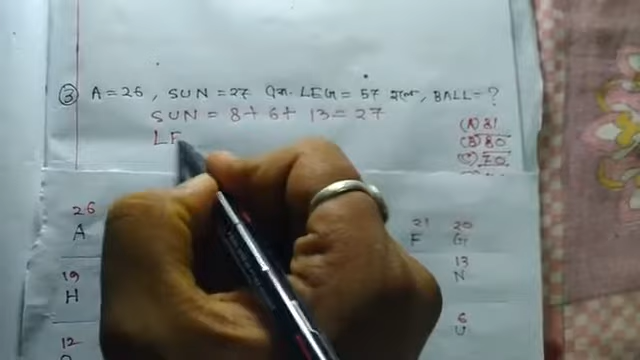 ③ A = 26, SUN = 27 এবং LEG = 57 হলে, BALL = ?
SUN = 8 + 6 + 13 = 27
LE
(A) 81
(B) 80
(C) 70
26 21 20
A F G
19 13
H N
12 6
U